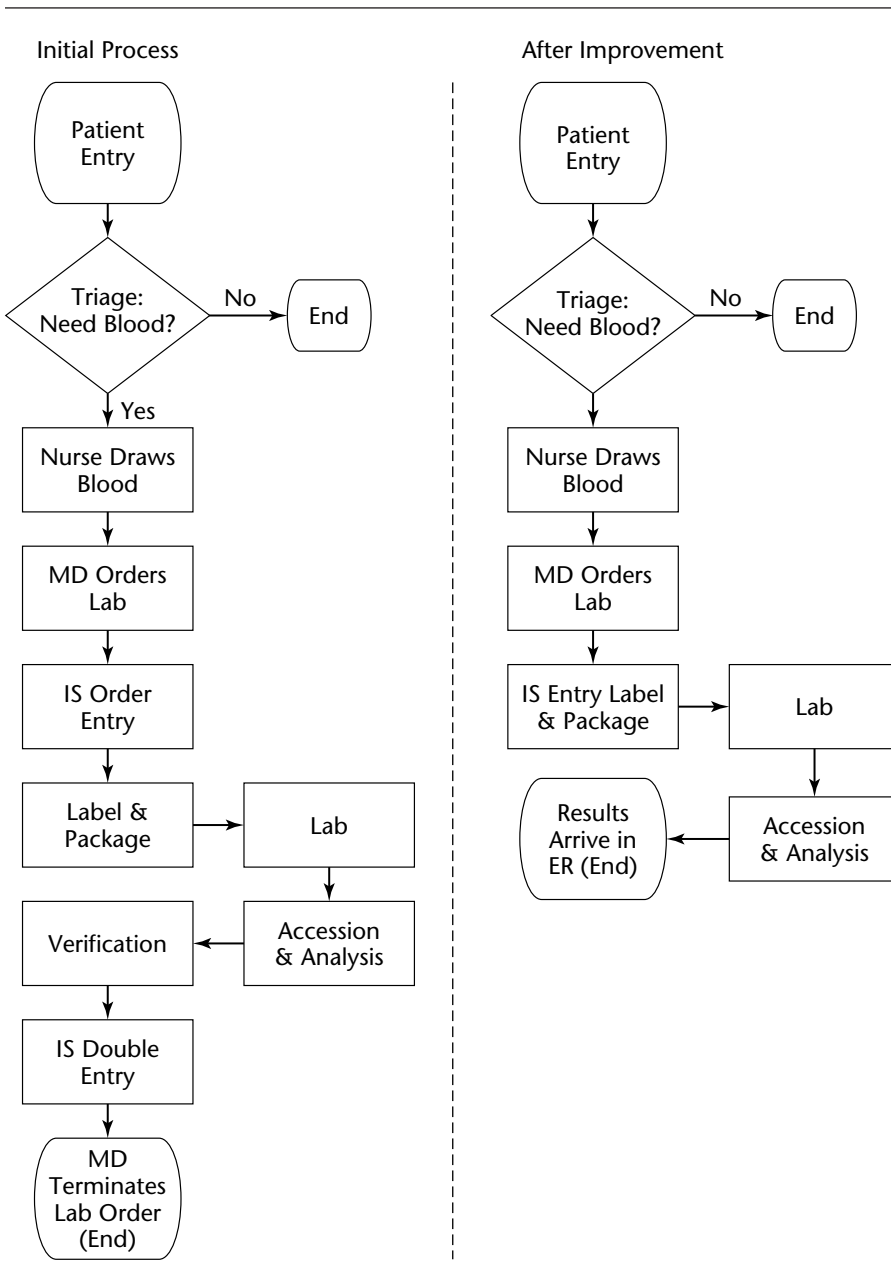 Initial Process
Patient
Entry
Triage:
Need Blood?
No
End
Yes
Nurse Draws
Blood
MD Orders
Lab
IS Order
Entry
Label &
Package
Lab
Accession
& Analysis
Verification
IS Double
Entry
MD
Terminates
Lab Order
(End)
After Improvement
Patient
Entry
Triage:
Need Blood?
No
End
Nurse Draws
Blood
MD Orders
Lab
IS Entry Label
& Package
Lab
Accession
& Analysis
Results
Arrive in
ER (End)